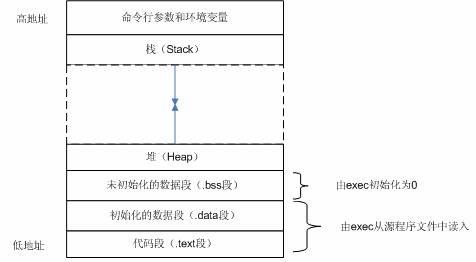 高地址
命令行参数和环境变量
栈（Stack）
堆（Heap）
未初始化的数据段（.bss段）
由exec初始化为0
初始化的数据段（.data段）
由exec从源程序文件中读入
低地址
代码段（.text段）